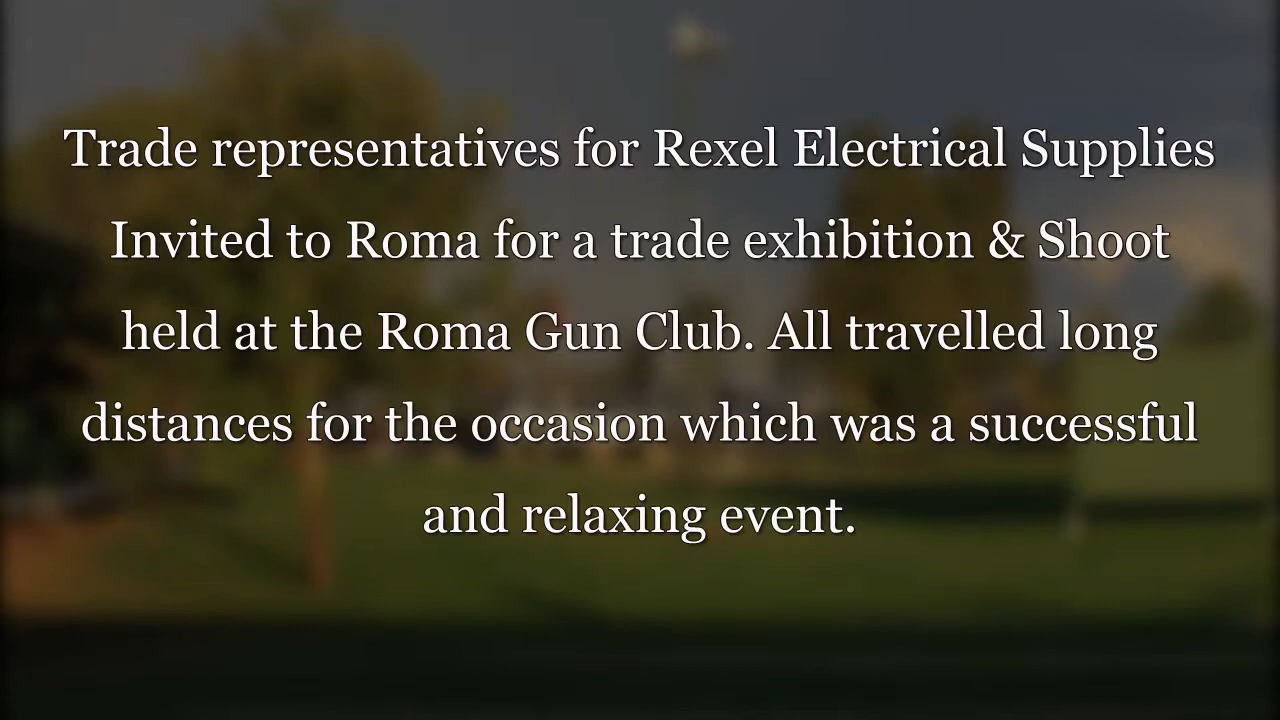 Trade representatives for Rexel Electrical Supplies
Invited to Roma for a trade exhibition & Shoot
held at the Roma Gun Club. All travelled long
distances for the occasion which was a successful
and relaxing event.